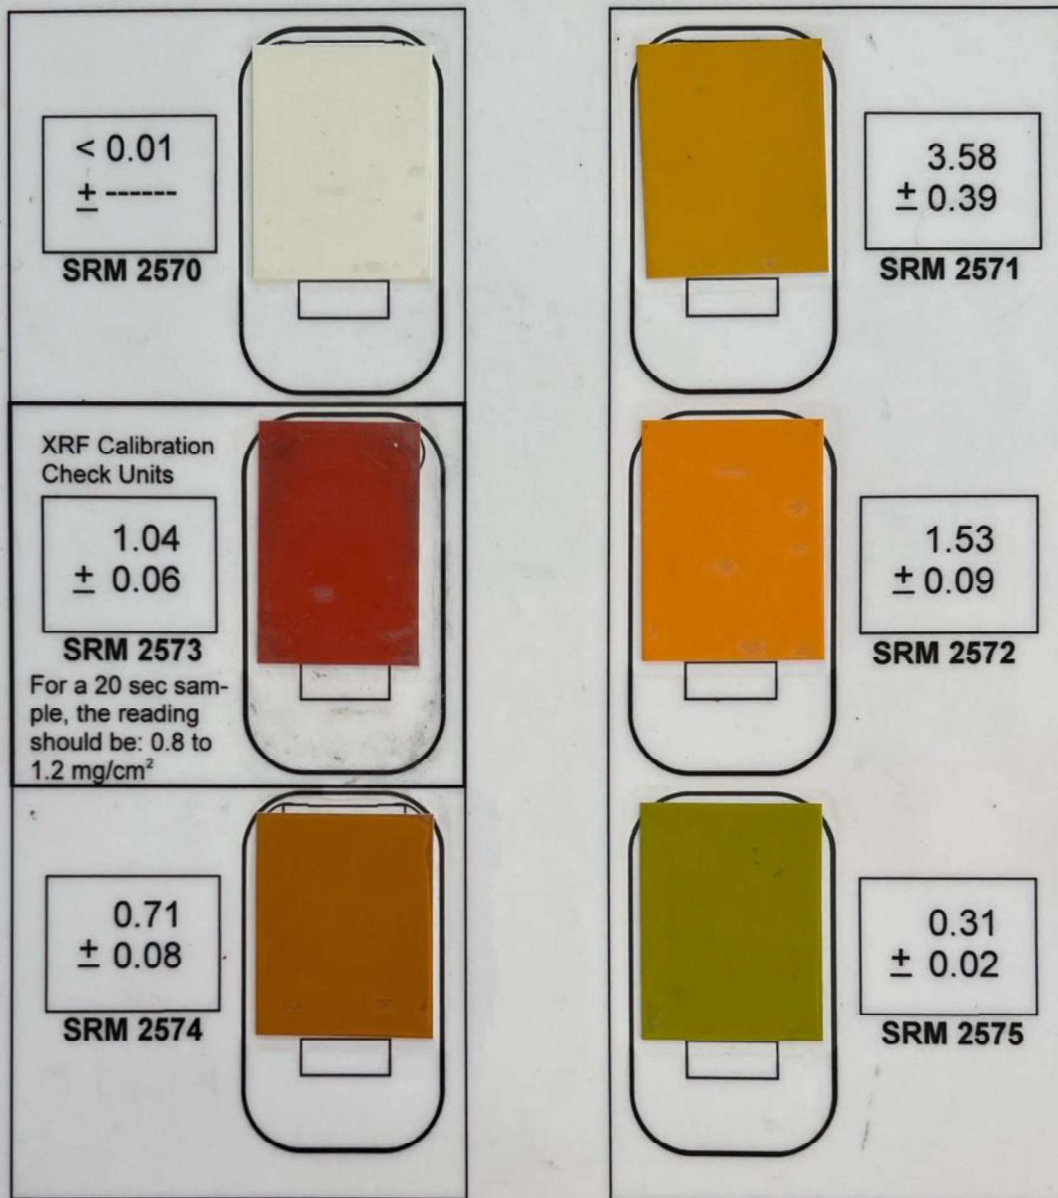 < 0.01
± ------
SRM 2570
3.58
± 0.39
SRM 2571
XRF Calibration
Check Units
1.04
± 0.06
SRM 2573
For a 20 sec sam-
ple, the reading
should be: 0.8 to
1.2 mg/cm²
1.53
± 0.09
SRM 2572
0.71
± 0.08
SRM 2574
0.31
± 0.02
SRM 2575